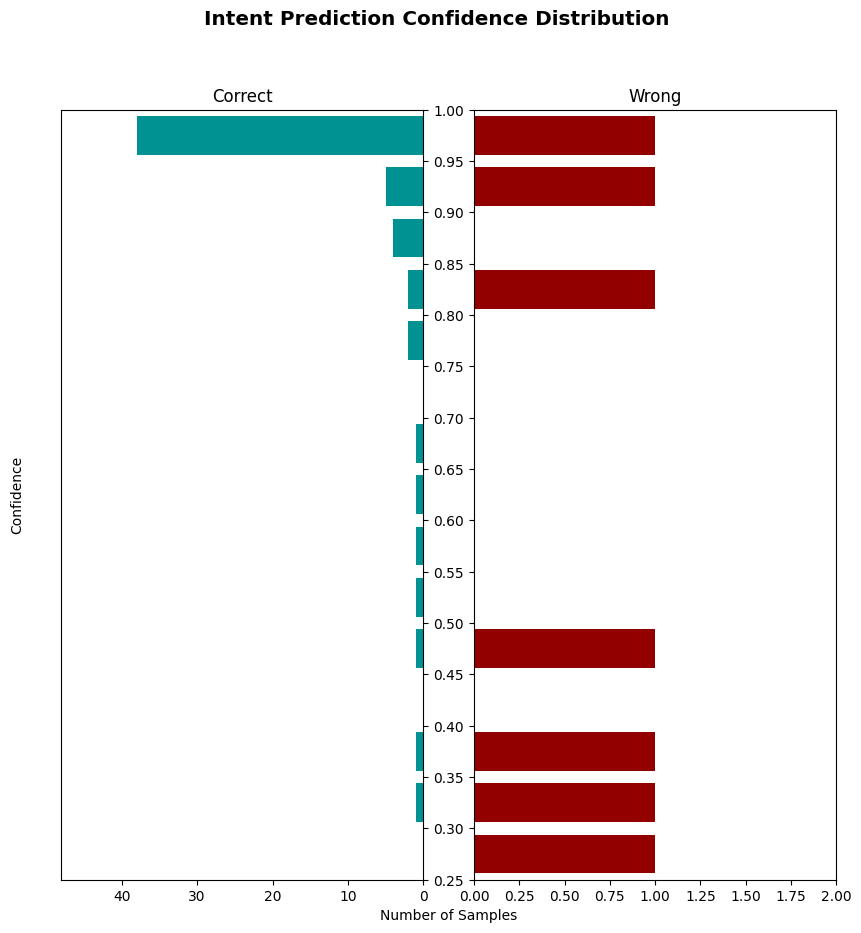 Intent Prediction Confidence Distribution
Correct
Wrong
1.00
0.95
0.90
0.85
0.80
0.75
0.70
0.65
0.60
0.55
0.50
0.45
0.40
0.35
0.30
0.25
Confidence
40 30 20 10 0
0.00 0.25 0.50 0.75 1.00 1.25 1.50 1.75 2.00
Number of Samples